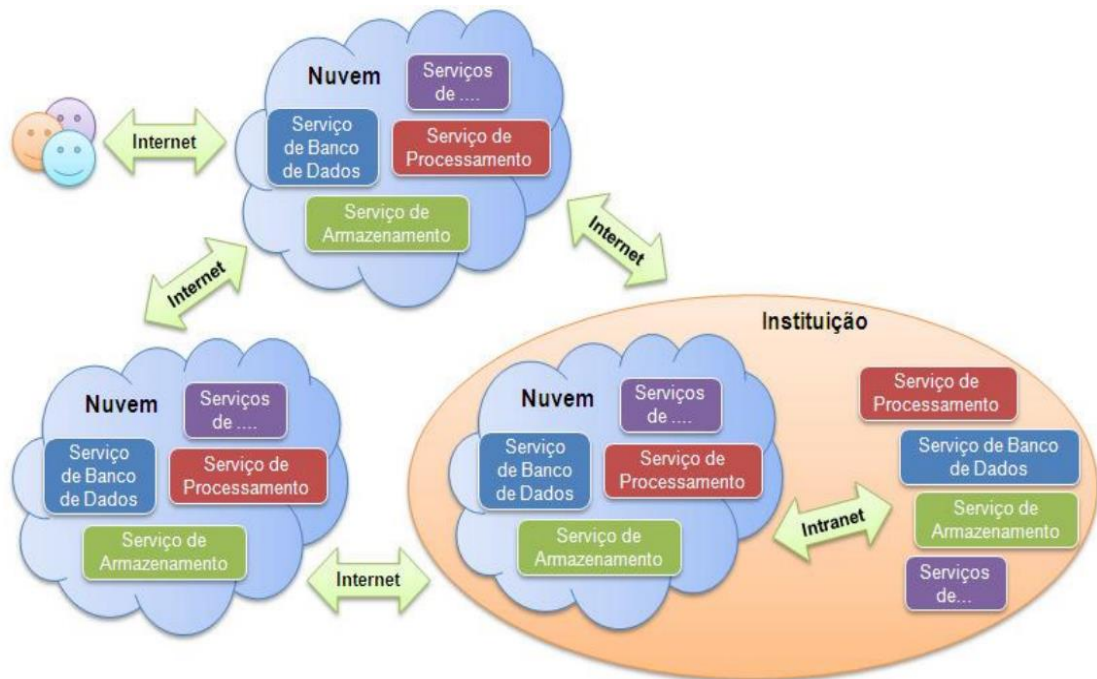 Nuvem
Serviços
de ....
Serviço
de Banco
de Dados
Serviço de
Processamento
Serviço de
Armazenamento
Internet
Internet
Internet
Nuvem
Serviços
de ....
Serviço
de Banco
de Dados
Serviço de
Processamento
Serviço de
Armazenamento
Internet
Instituição
Nuvem
Serviços
de ....
Serviço
de Banco
de Dados
Serviço de
Processamento
Serviço de
Armazenamento
Intranet
Serviço de
Processamento
Serviço de Banco
de Dados
Serviço de
Armazenamento
Serviços
de...